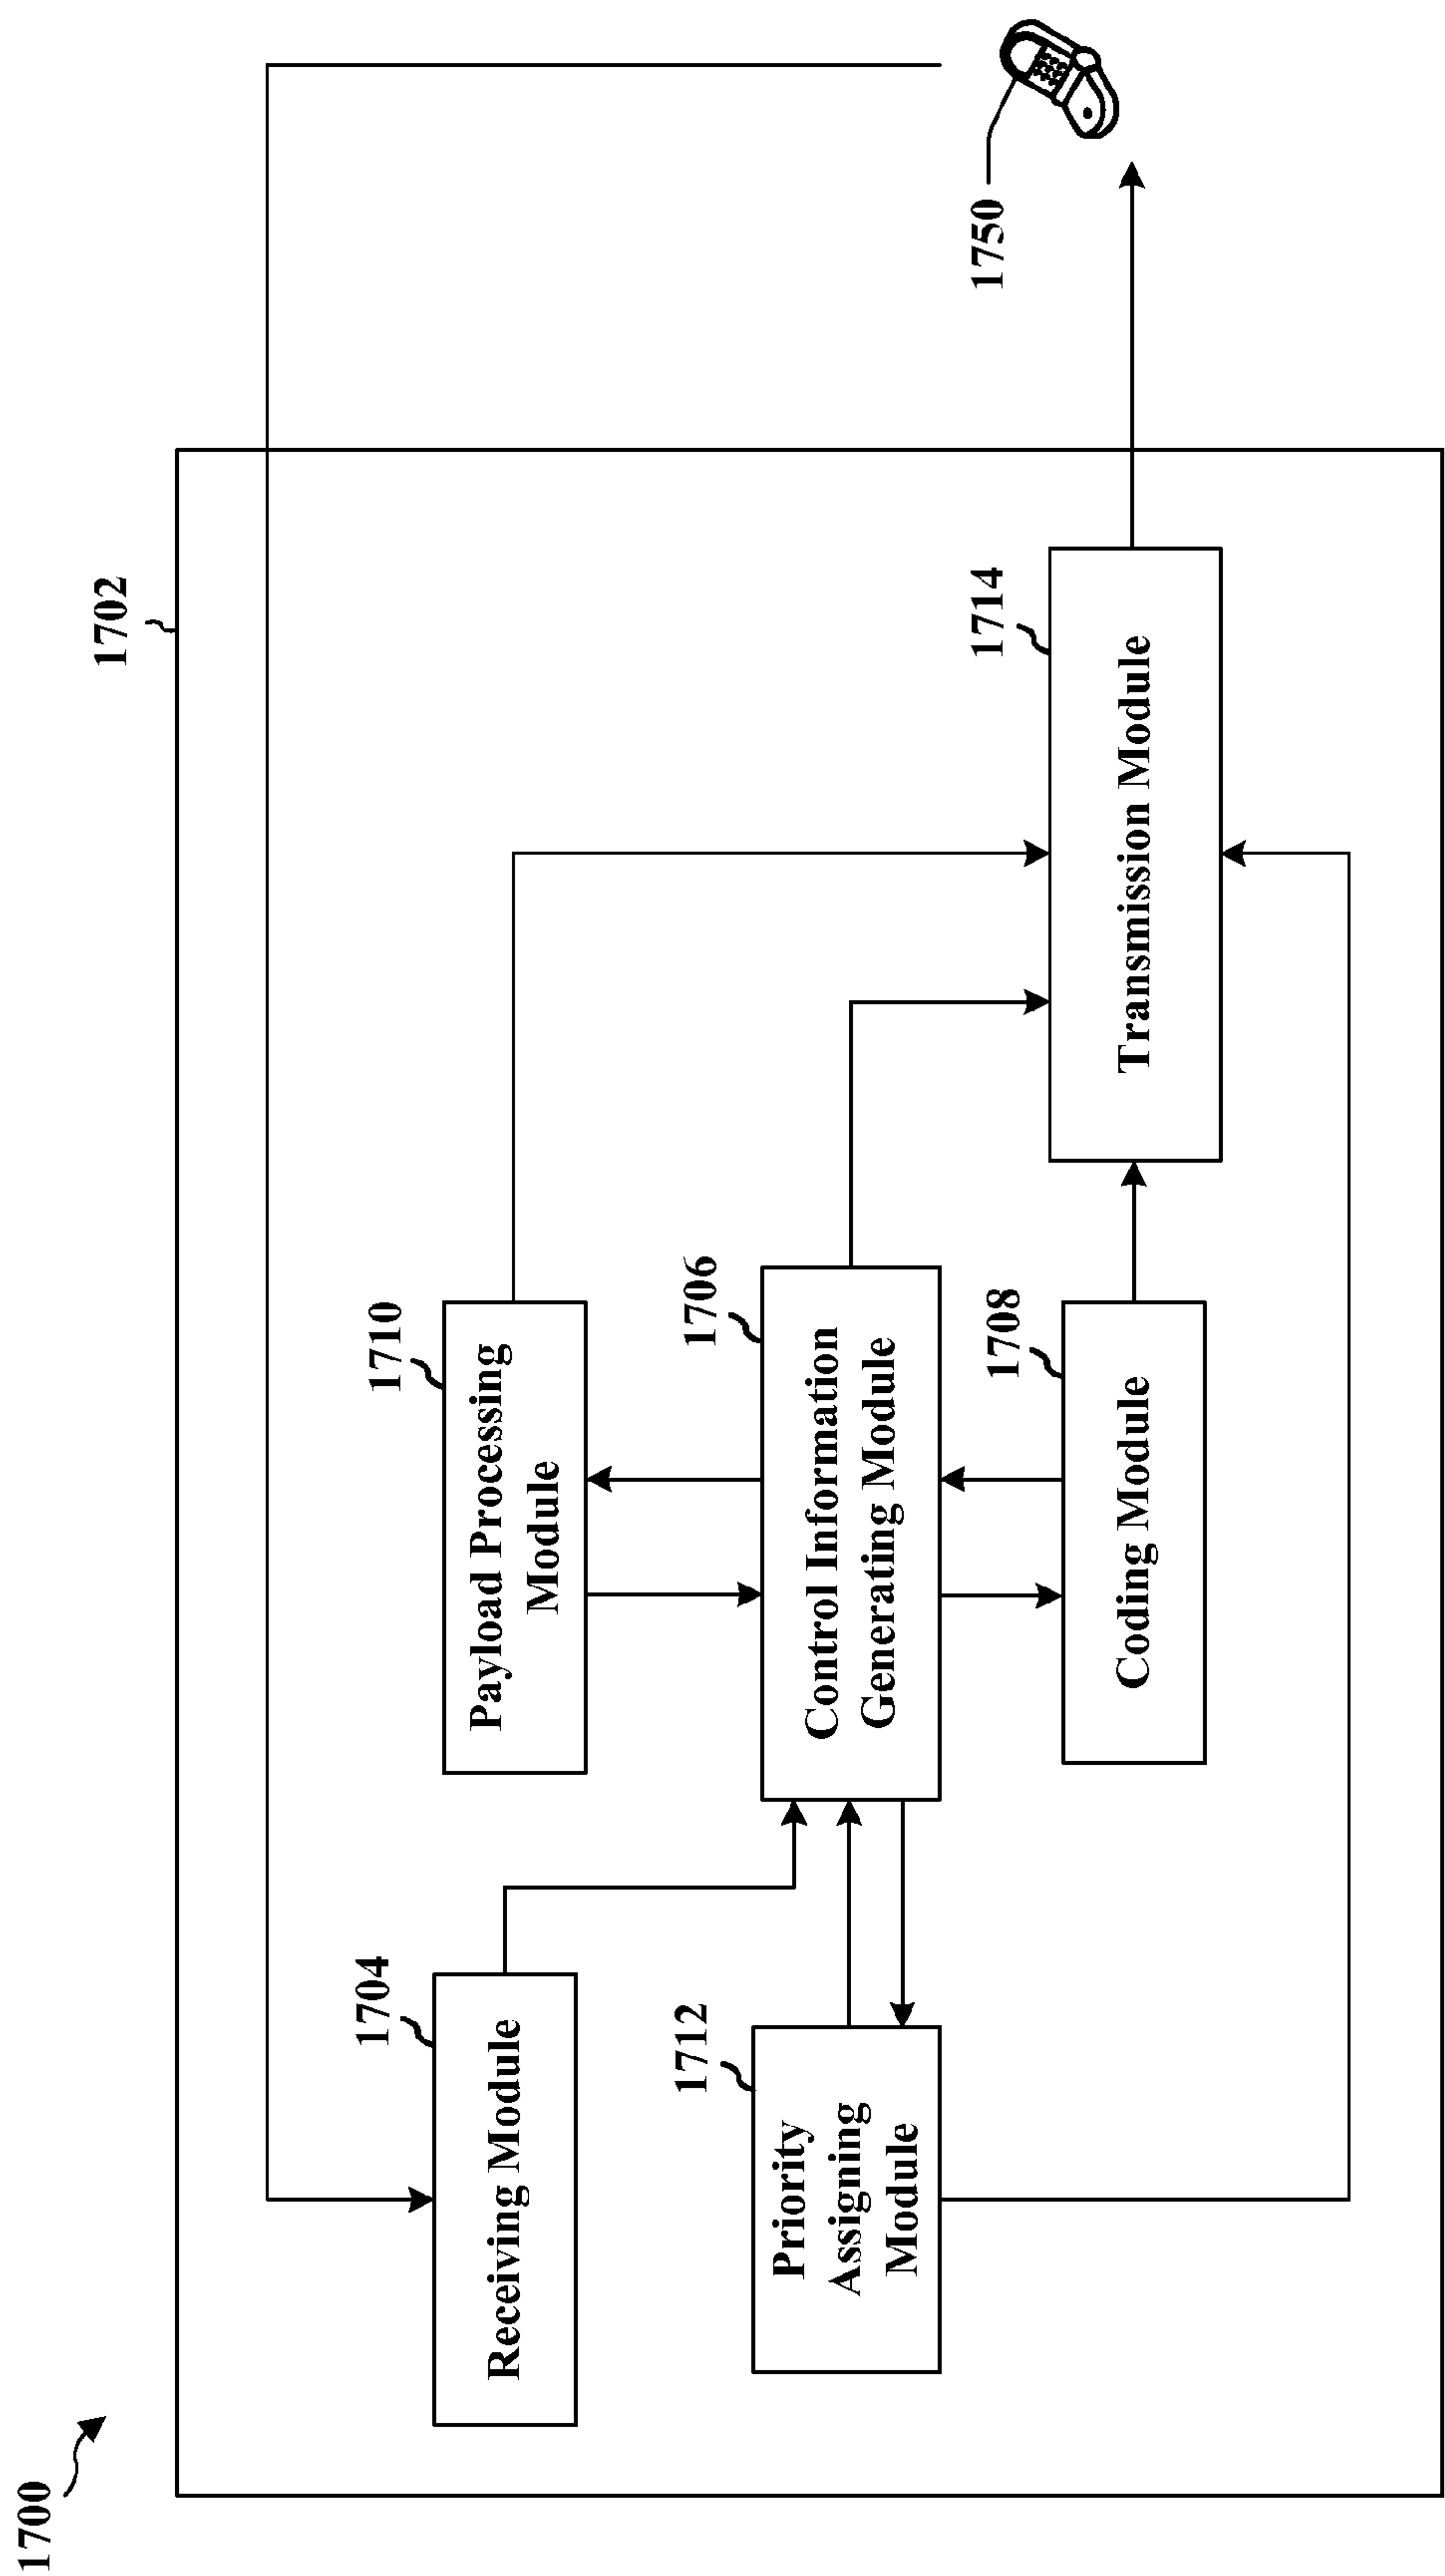 1700
1702
1704
Receiving Module
1710
Payload Processing
Module
1712
Priority
Assigning
Module
1706
Control Information
Generating Module
1708
Coding Module
1714
Transmission Module
1750